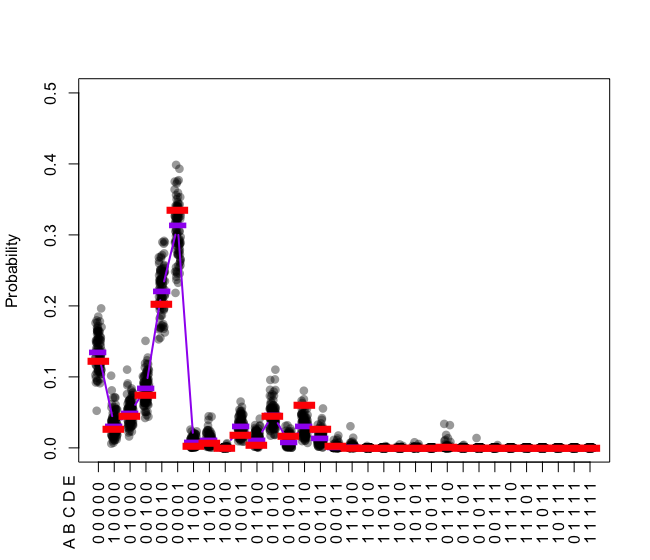 Probability
0.5
0.4
0.3
0.2
0.1
0.0
A B C D E
0 0 0 0 0
1 0 0 0 0
0 1 0 0 0
0 0 1 0 0
0 0 0 1 0
0 0 0 0 1
1 1 0 0 0
1 0 1 0 0
1 0 0 1 0
1 0 0 0 1
0 1 1 0 0
0 1 0 1 0
0 1 0 0 1
0 0 1 1 0
0 0 1 0 1
0 0 0 1 1
1 1 1 0 0
1 1 0 1 0
1 1 0 0 1
1 0 1 1 0
1 0 1 0 1
1 0 0 1 1
0 1 1 1 0
0 1 1 0 1
0 1 0 1 1
0 0 1 1 1
1 1 1 1 0
1 1 1 0 1
1 1 0 1 1
1 0 1 1 1
0 1 1 1 1
1 1 1 1 1